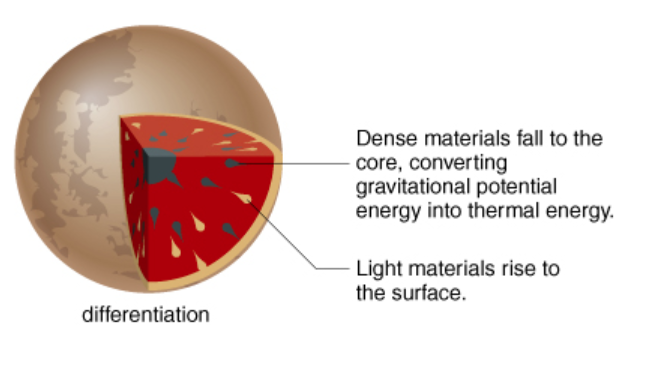 Dense materials fall to the
core, converting
gravitational potential
energy into thermal energy.
Light materials rise to
the surface.
differentiation